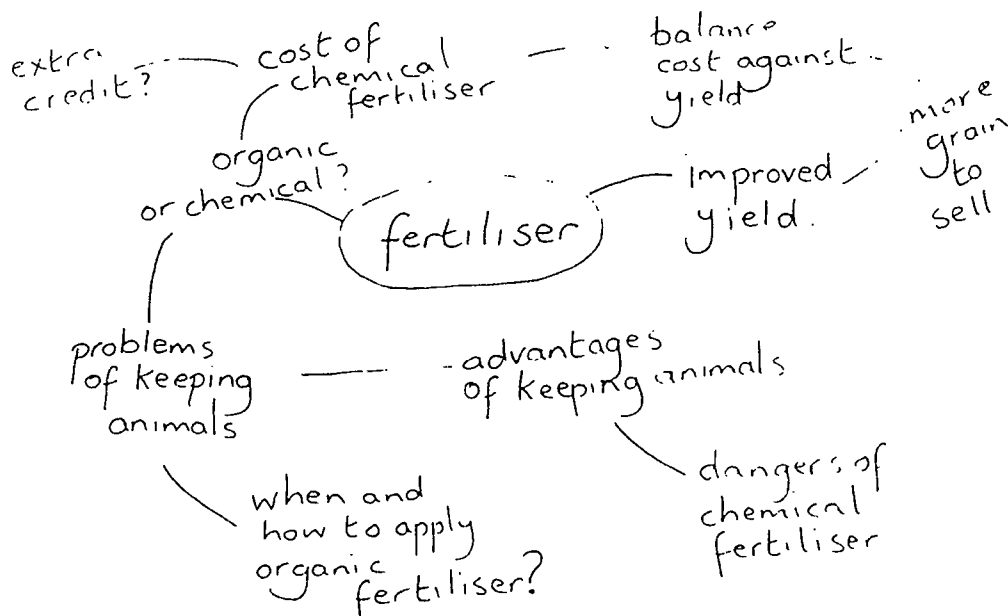 extra
credit?
cost of
chemical
fertiliser
balance
cost against
yield
more
grain
to
sell
organic
or chemical?
fertiliser
improved
yield.
problems
of keeping
animals
advantages
of keeping animals
when and
how to apply
organic
fertiliser?
dangers of
chemical
fertiliser